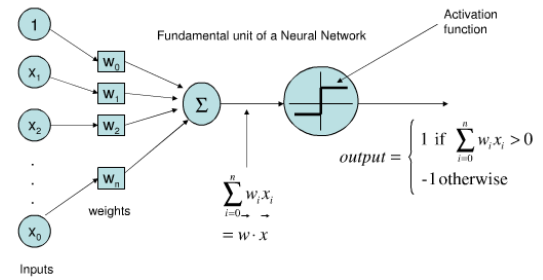 Fundamental unit of a Neural Network
Activation
function
1
x₁
x₂
.
.
.
x₀
Inputs
w₀
w₁
w₂
wₙ
weights
Σ
n
∑ wᵢxᵢ
i=0
= w · x
output = { 1 if ∑ᵢ₌₀ⁿ wᵢxᵢ > 0
-1 otherwise